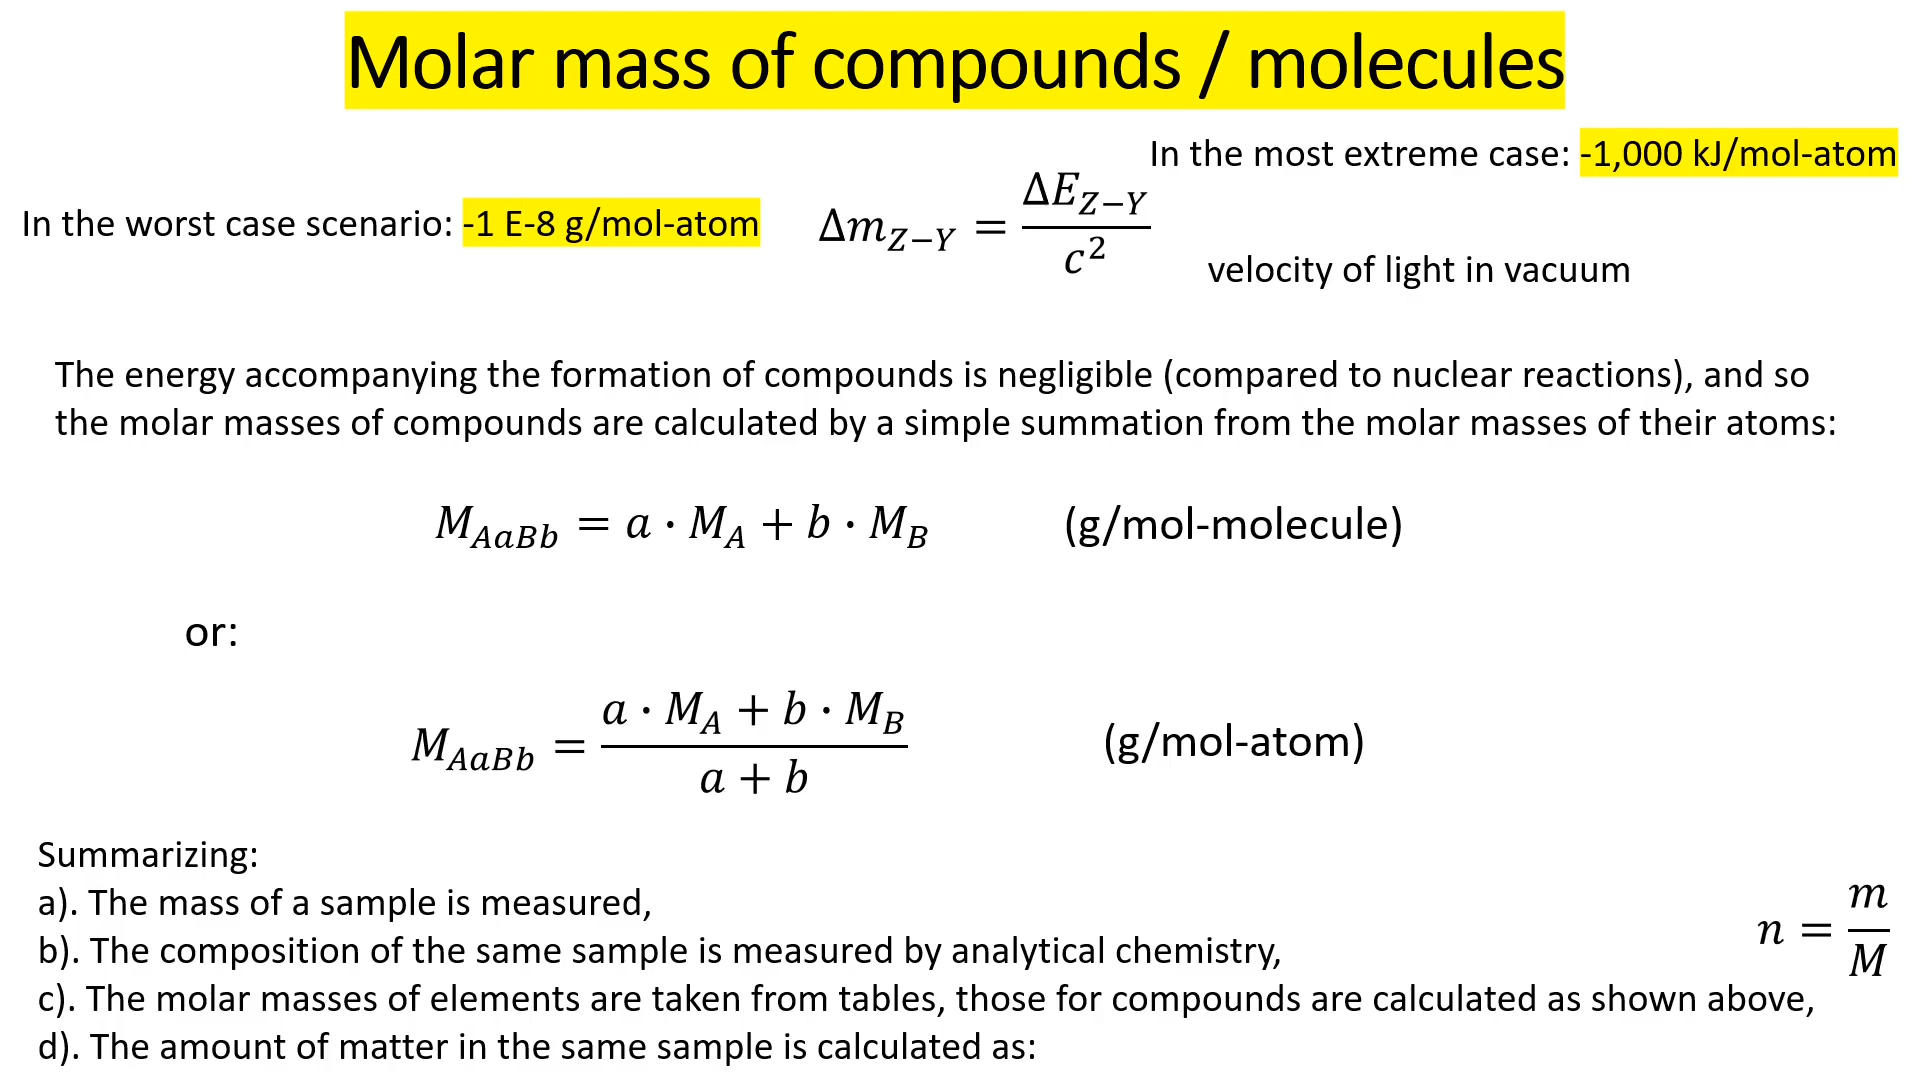 Molar mass of compounds / molecules
In the most extreme case: -1,000 kJ/mol-atom
In the worst case scenario: -1 E-8 g/mol-atom
Δm_{Z−Y} = ΔE_{Z−Y} / c²
velocity of light in vacuum
The energy accompanying the formation of compounds is negligible (compared to nuclear reactions), and so
the molar masses of compounds are calculated by a simple summation from the molar masses of their atoms:
M_{AaBb} = a · M_A + b · M_B (g/mol-molecule)
or:
M_{AaBb} = (a · M_A + b · M_B) / (a + b) (g/mol-atom)
Summarizing:
a). The mass of a sample is measured,
b). The composition of the same sample is measured by analytical chemistry,
c). The molar masses of elements are taken from tables, those for compounds are calculated as shown above,
d). The amount of matter in the same sample is calculated as:
n = m / M